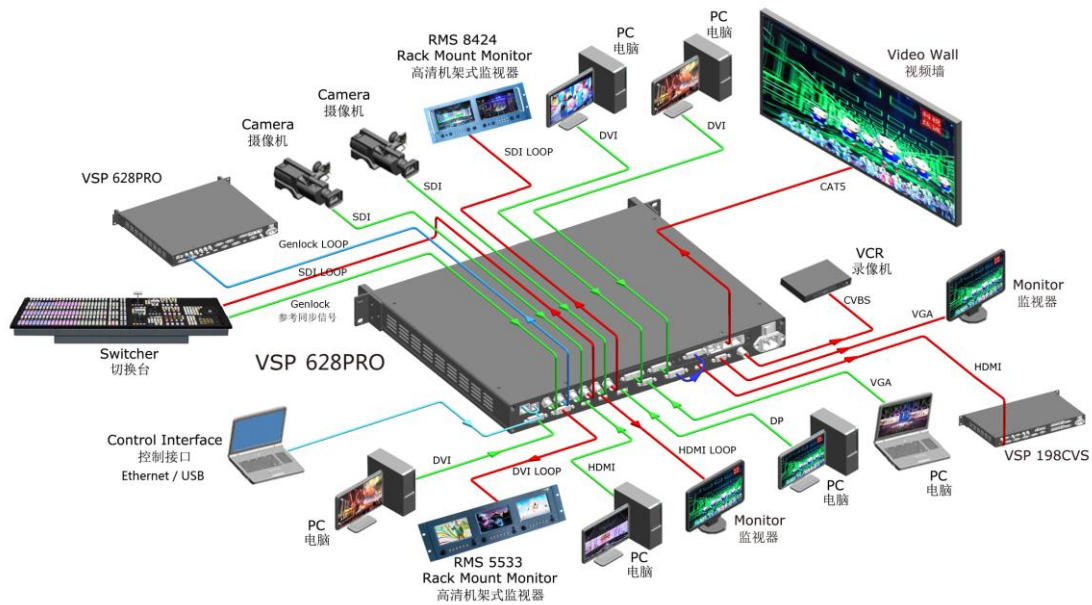 PC
电脑
PC
电脑
RMS 8424
Rack Mount Monitor
高清机架式监视器
Video Wall
视频墙
Camera
摄像机
Camera
摄像机
DVI
DVI
SDI LOOP
CAT5
VSP 628PRO
SDI
SDI
Genlock LOOP
SDI LOOP
Genlock
参考同步信号
VCR
录像机
CVBS
Monitor
监视器
VGA
Switcher
切换台
VSP 628PRO
HDMI
VGA
DP
Control Interface
控制接口
Ethernet / USB
DVI
DVI LOOP
HDMI
HDMI LOOP
VSP 198CVS
PC
电脑
PC
电脑
PC
电脑
Monitor
监视器
PC
电脑
RMS 5533
Rack Mount Monitor
高清机架式监视器